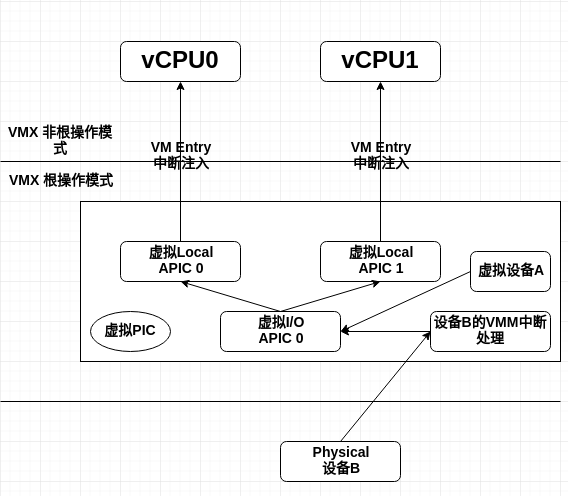 vCPU0
vCPU1
VMX 非根操作模
式
VM Entry
中断注入
VM Entry
中断注入
VMX 根操作模式
虚拟Local
APIC 0
虚拟Local
APIC 1
虚拟设备A
虚拟PIC
虚拟I/O
APIC 0
设备B的VMM中断
处理
Physical
设备B